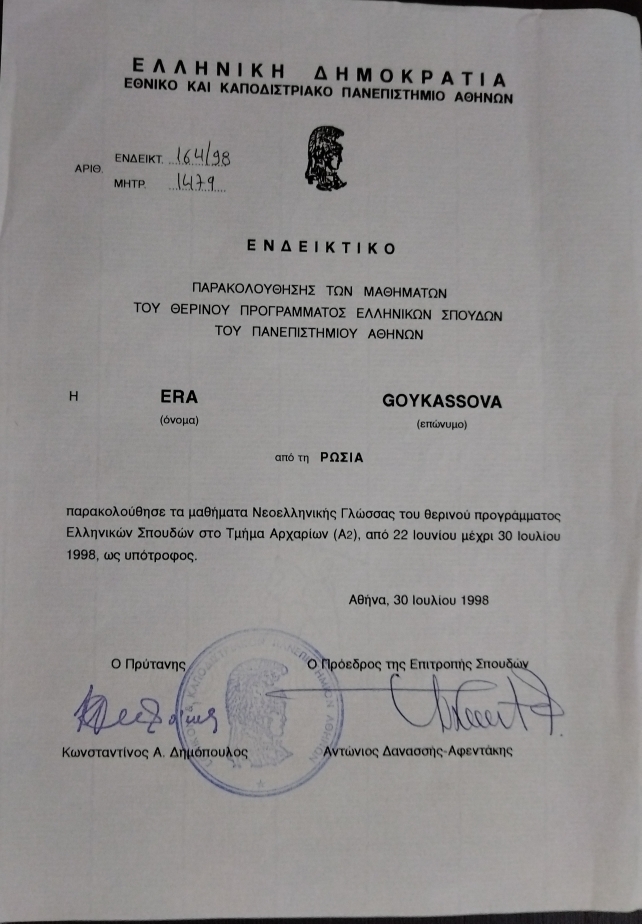 ΕΛΛΗΝΙΚΗ ΔΗΜΟΚΡΑΤΙΑ
ΕΘΝΙΚΟ ΚΑΙ ΚΑΠΟΔΙΣΤΡΙΑΚΟ ΠΑΝΕΠΙΣΤΗΜΙΟ ΑΘΗΝΩΝ
ΑΡΙΘ.
ΕΝΔΕΙΚΤ. 164/98
ΜΗΤΡ. 1479
ΕΝΔΕΙΚΤΙΚΟ
ΠΑΡΑΚΟΛΟΥΘΗΣΗΣ ΤΩΝ ΜΑΘΗΜΑΤΩΝ
ΤΟΥ ΘΕΡΙΝΟΥ ΠΡΟΓΡΑΜΜΑΤΟΣ ΕΛΛΗΝΙΚΩΝ ΣΠΟΥΔΩΝ
ΤΟΥ ΠΑΝΕΠΙΣΤΗΜΙΟΥ ΑΘΗΝΩΝ
Η ERA GOYKASSOVA
(όνομα) (επώνυμο)
από τη ΡΩΣΙΑ
παρακολούθησε τα μαθήματα Νεοελληνικής Γλώσσας του θερινού προγράμματος
Ελληνικών Σπουδών στο Τμήμα Αρχαρίων (Α2), από 22 Ιουνίου μέχρι 30 Ιουλίου
1998, ως υπότροφος.
Αθήνα, 30 Ιουλίου 1998
Ο Πρύτανης Ο Πρόεδρος της Επιτροπής Σπουδών
Κωνσταντίνος Α. Δημόπουλος Αντώνιος Δανασσής-Αφεντάκης